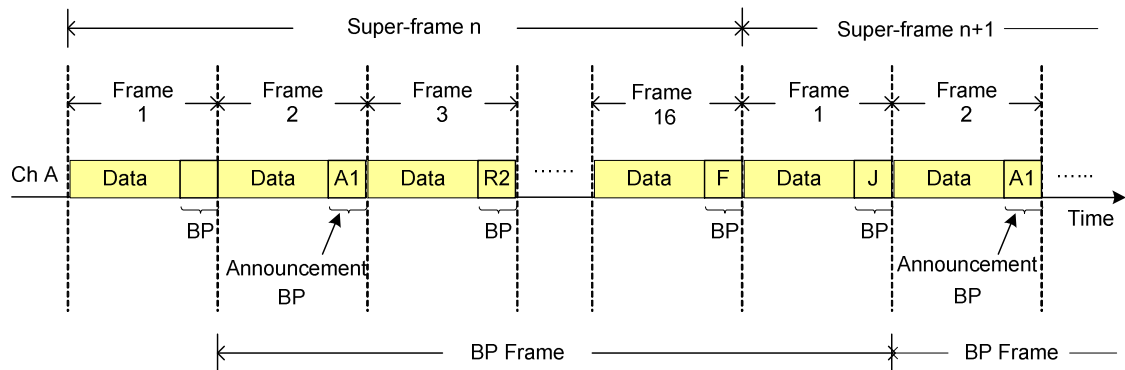 Super-frame n
Super-frame n+1
Frame 1
Frame 2
Frame 3
Frame 16
Frame 1
Frame 2
Ch A
Data
Data
A1
Data
R2
......
Data
F
Data
J
Data
A1
......
BP
BP
BP
BP
Time
Announcement BP
Announcement BP
BP Frame
BP Frame